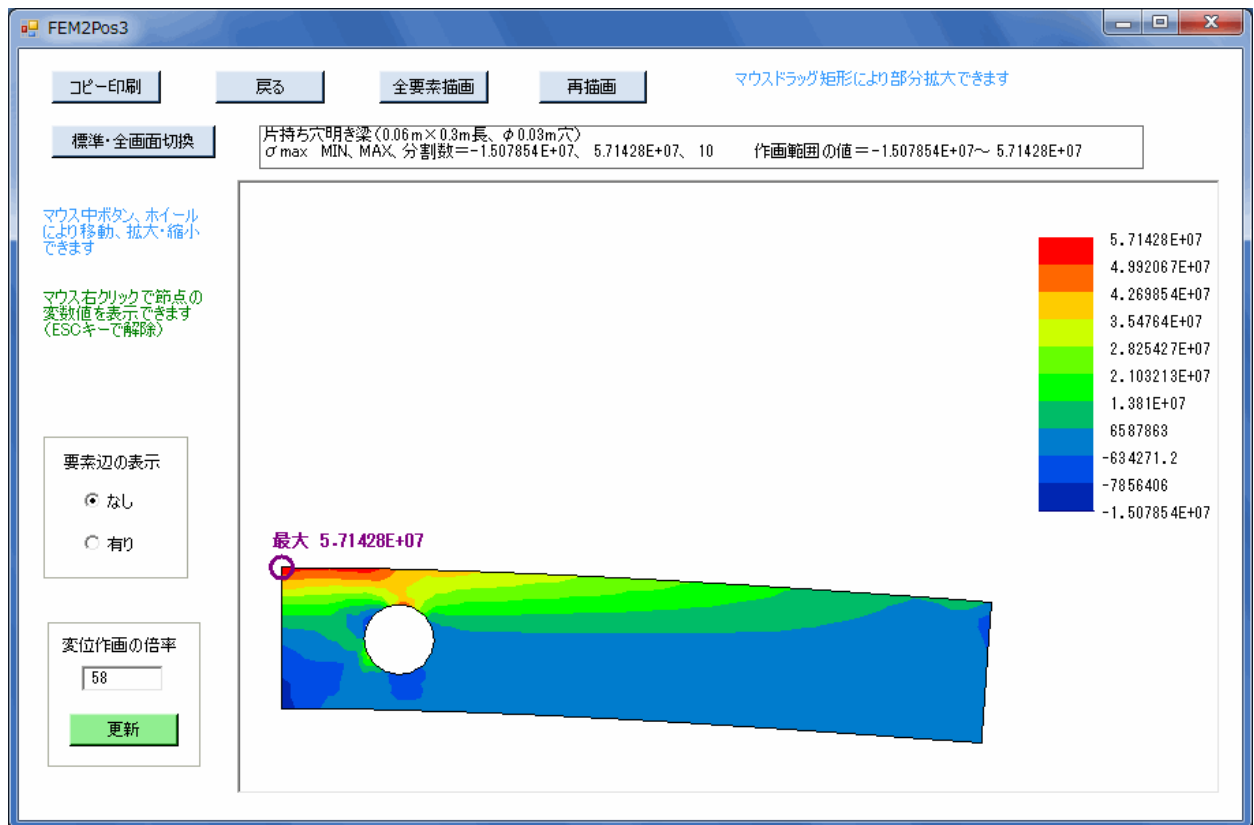 FEM2Pos3
コピー印刷
戻る
全要素描画
再描画
マウスドラッグ矩形により部分拡大できます
標準・全画面切換
片持ち穴明き梁(0.06m×0.3m長、φ0.03m穴)
σmax MIN、MAX、分割数=-1.507854E+07、 5.71428E+07、 10 作画範囲の値=-1.507854E+07～ 5.71428E+07
マウス中ボタン、ホイール
により移動、拡大・縮小
できます
マウス右クリックで節点の
変数値を表示できます
(ESCキーで解除)
5.71428E+07
4.992067E+07
4.269854E+07
3.54764E+07
2.825427E+07
2.103213E+07
1.381E+07
6587863
-634271.2
-7856406
-1.507854E+07
要素辺の表示
なし
有り
最大 5.71428E+07
変位作画の倍率
58
更新